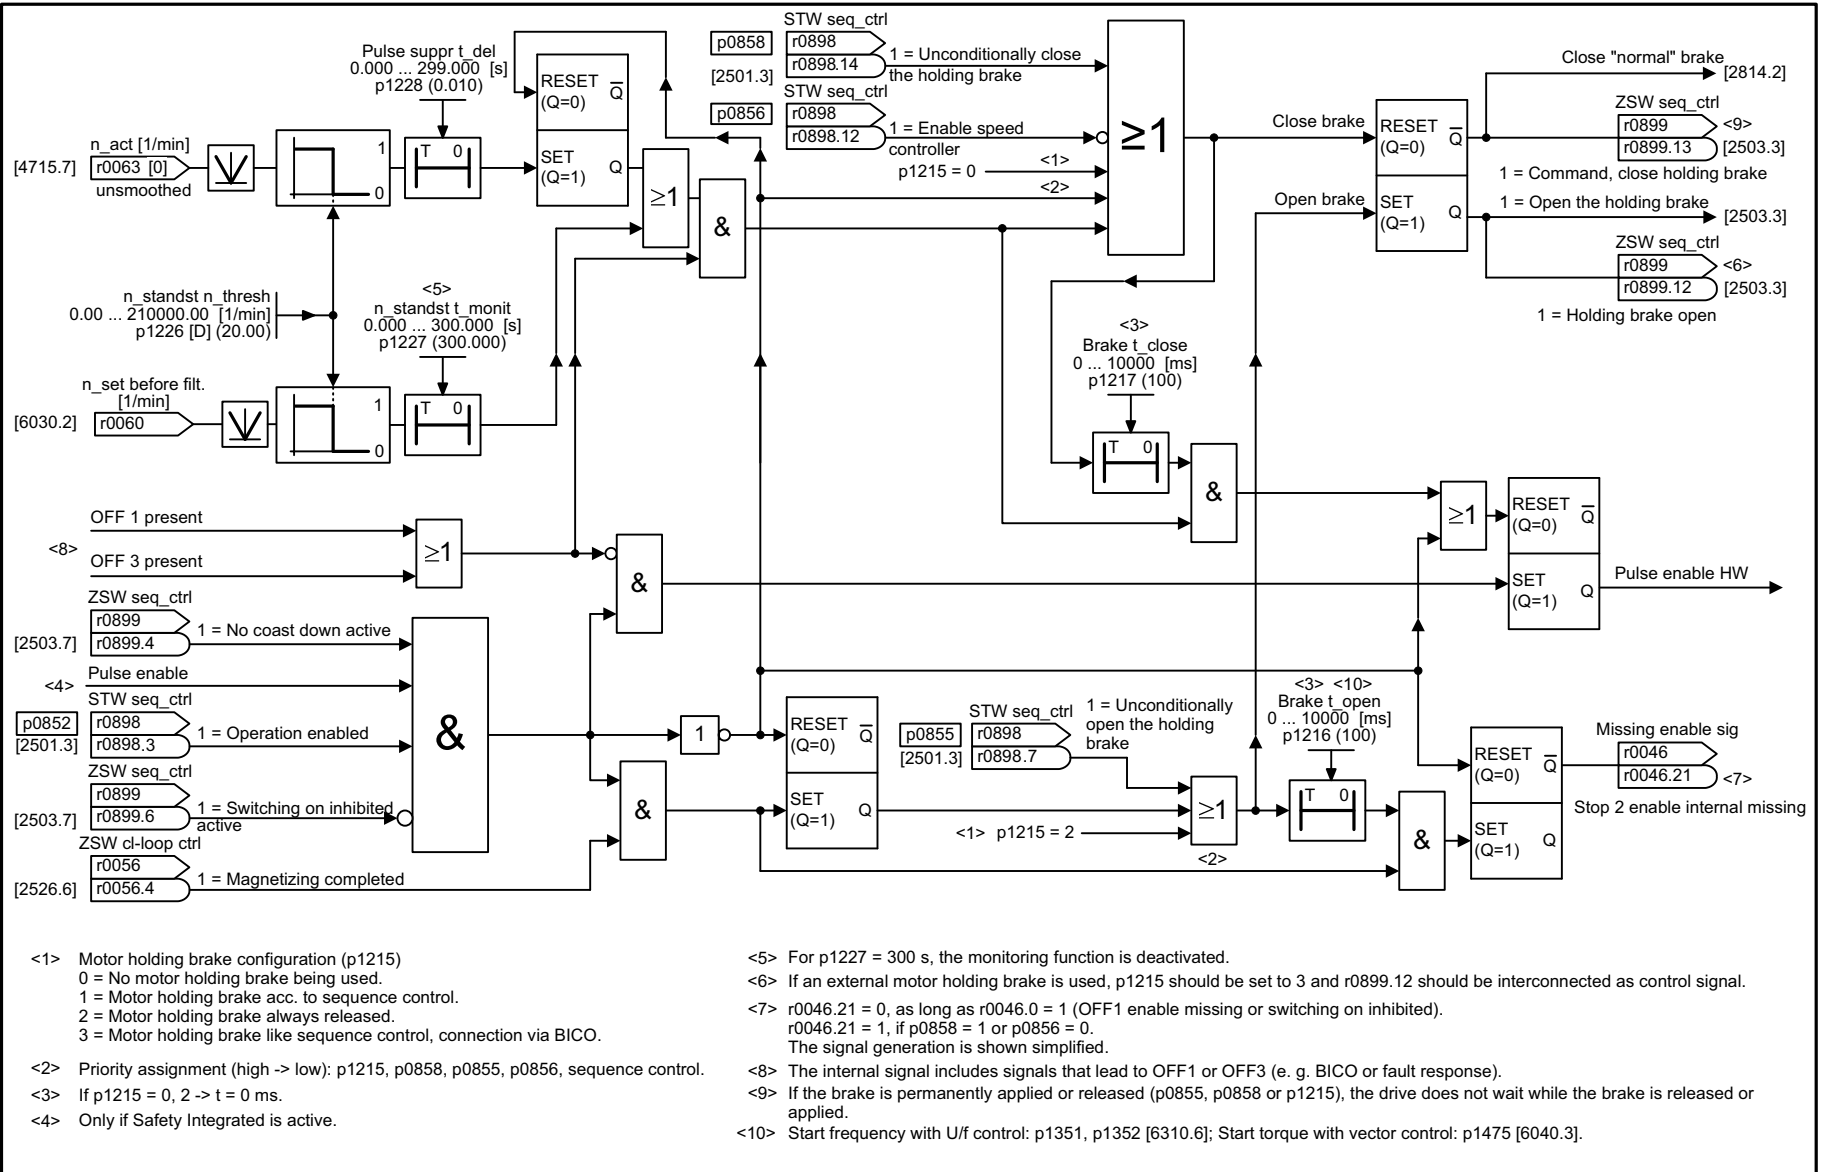 Pulse suppr t_del
0.000 ... 299.000 [s]
p1228 (0.010)
n_act [1/min]
[4715.7]
r0063 [0]
unsmoothed
1
0
T 0
RESET
(Q=0)
Q
SET
(Q=1)
Q
≥1
&
n_standst n_thresh
0.00 ... 210000.00 [1/min]
p1226 [D] (20.00)
<5>
n_standst t_monit
0.000 ... 300.000 [s]
p1227 (300.000)
n_set before filt.
[1/min]
[6030.2]
r0060
1
0
T 0
p0858
[2501.3]
p0856
STW seq_ctrl
r0898
r0898.14
1 = Unconditionally close
the holding brake
STW seq_ctrl
r0898
r0898.12
1 = Enable speed
controller
<1>
p1215 = 0
<2>
≥1
Close brake
Open brake
RESET
(Q=0)
Q
SET
(Q=1)
Q
Close "normal" brake
[2814.2]
ZSW seq_ctrl
r0899
<9>
r0899.13
[2503.3]
1 = Command, close holding brake
1 = Open the holding brake
[2503.3]
ZSW seq_ctrl
r0899
<6>
r0899.12
[2503.3]
1 = Holding brake open
<3>
Brake t_close
0 ... 10000 [ms]
p1217 (100)
T 0
&
≥1
RESET
(Q=0)
Q
SET
(Q=1)
Q
Pulse enable HW
OFF 1 present
<8>
OFF 3 present
≥1
&
ZSW seq_ctrl
r0899
[2503.7]
r0899.4
1 = No coast down active
Pulse enable
<4>
STW seq_ctrl
p0852
r0898
[2501.3]
r0898.3
1 = Operation enabled
ZSW seq_ctrl
r0899
[2503.7]
r0899.6
1 = Switching on inhibited
active
ZSW cl-loop ctrl
r0056
[2526.6]
r0056.4
1 = Magnetizing completed
&
&
1
RESET
(Q=0)
Q
SET
(Q=1)
Q
STW seq_ctrl
p0855
r0898
[2501.3]
r0898.7
1 = Unconditionally
open the holding
brake
<1> p1215 = 2
≥1
<2>
<3> <10>
Brake t_open
0 ... 10000 [ms]
p1216 (100)
T 0
&
RESET
(Q=0)
Q
SET
(Q=1)
Q
Missing enable sig
r0046
r0046.21
<7>
Stop 2 enable internal missing
<1> Motor holding brake configuration (p1215)
0 = No motor holding brake being used.
1 = Motor holding brake acc. to sequence control.
2 = Motor holding brake always released.
3 = Motor holding brake like sequence control, connection via BICO.
<2> Priority assignment (high -> low): p1215, p0858, p0855, p0856, sequence control.
<3> If p1215 = 0, 2 -> t = 0 ms.
<4> Only if Safety Integrated is active.
<5> For p1227 = 300 s, the monitoring function is deactivated.
<6> If an external motor holding brake is used, p1215 should be set to 3 and r0899.12 should be interconnected as control signal.
<7> r0046.21 = 0, as long as r0046.0 = 1 (OFF1 enable missing or switching on inhibited).
r0046.21 = 1, if p0858 = 1 or p0856 = 0.
The signal generation is shown simplified.
<8> The internal signal includes signals that lead to OFF1 or OFF3 (e. g. BICO or fault response).
<9> If the brake is permanently applied or released (p0855, p0858 or p1215), the drive does not wait while the brake is released or
applied.
<10> Start frequency with U/f control: p1351, p1352 [6310.6]; Start torque with vector control: p1475 [6040.3].